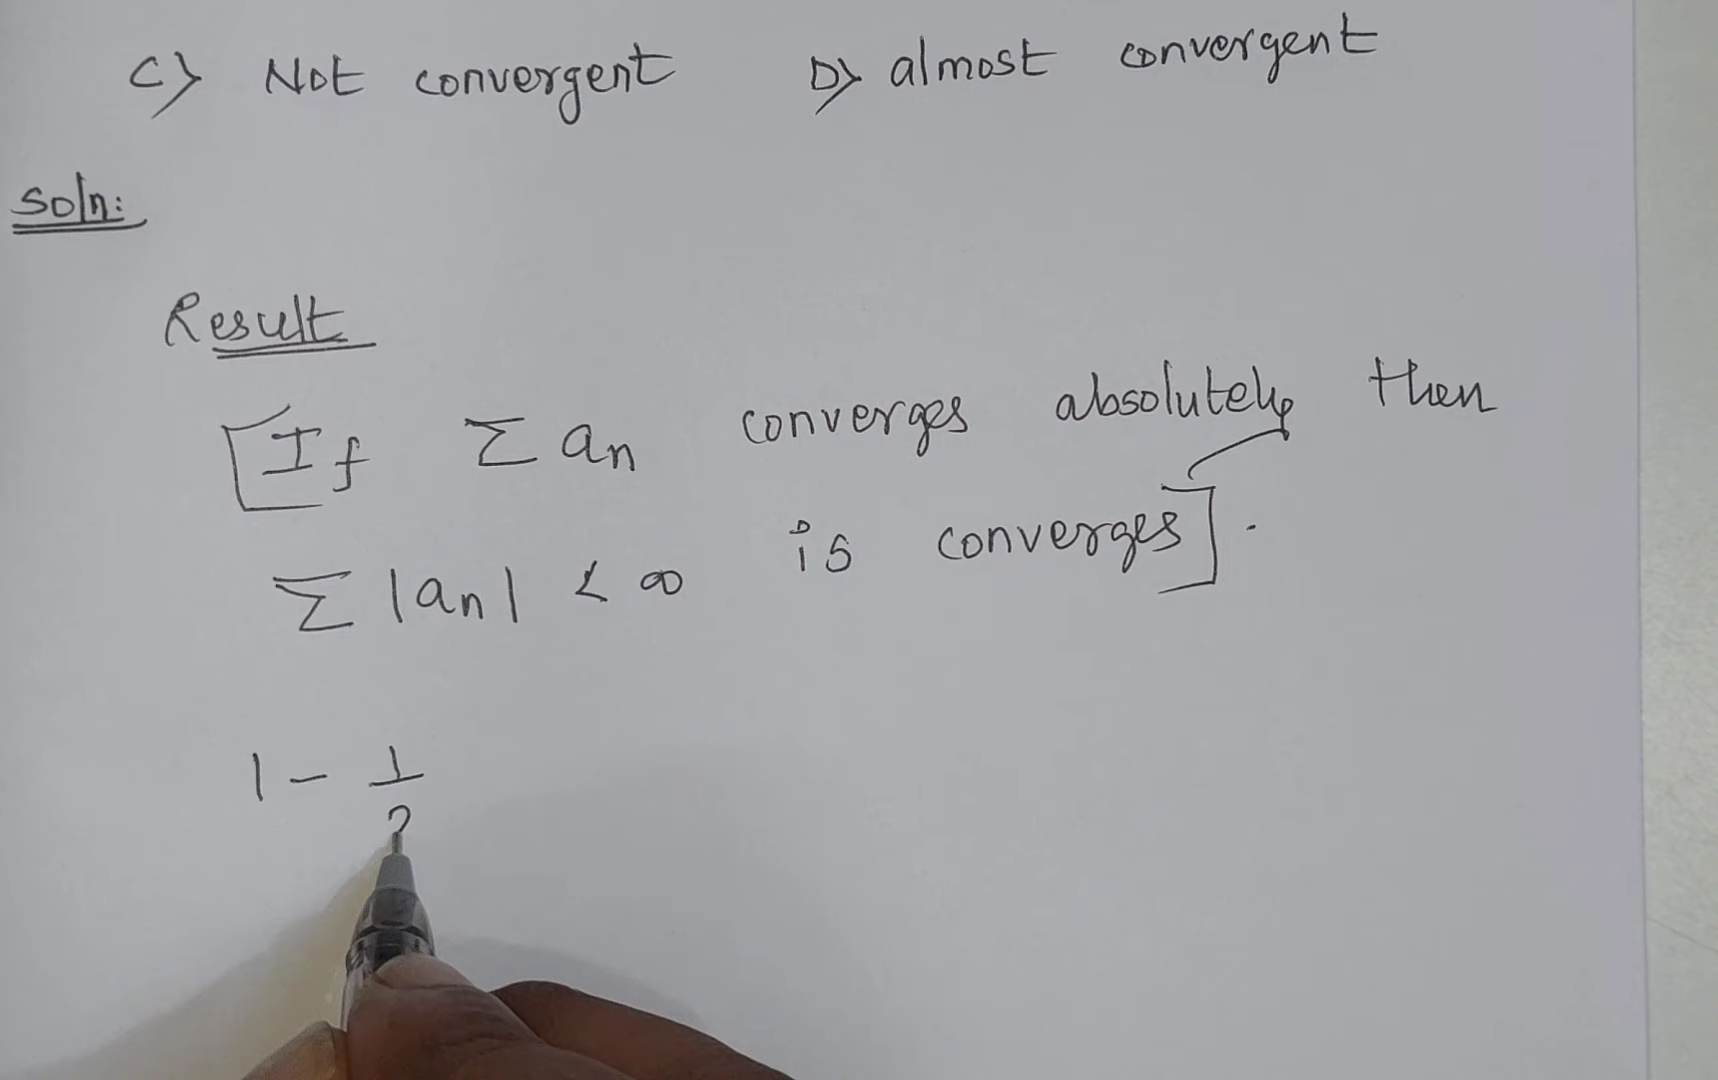 C) Not convergent D) almost convergent
Soln:
Result
[If Σ an converges absolutely then
Σ |an| < ∞ is converges].
1 - 1/2